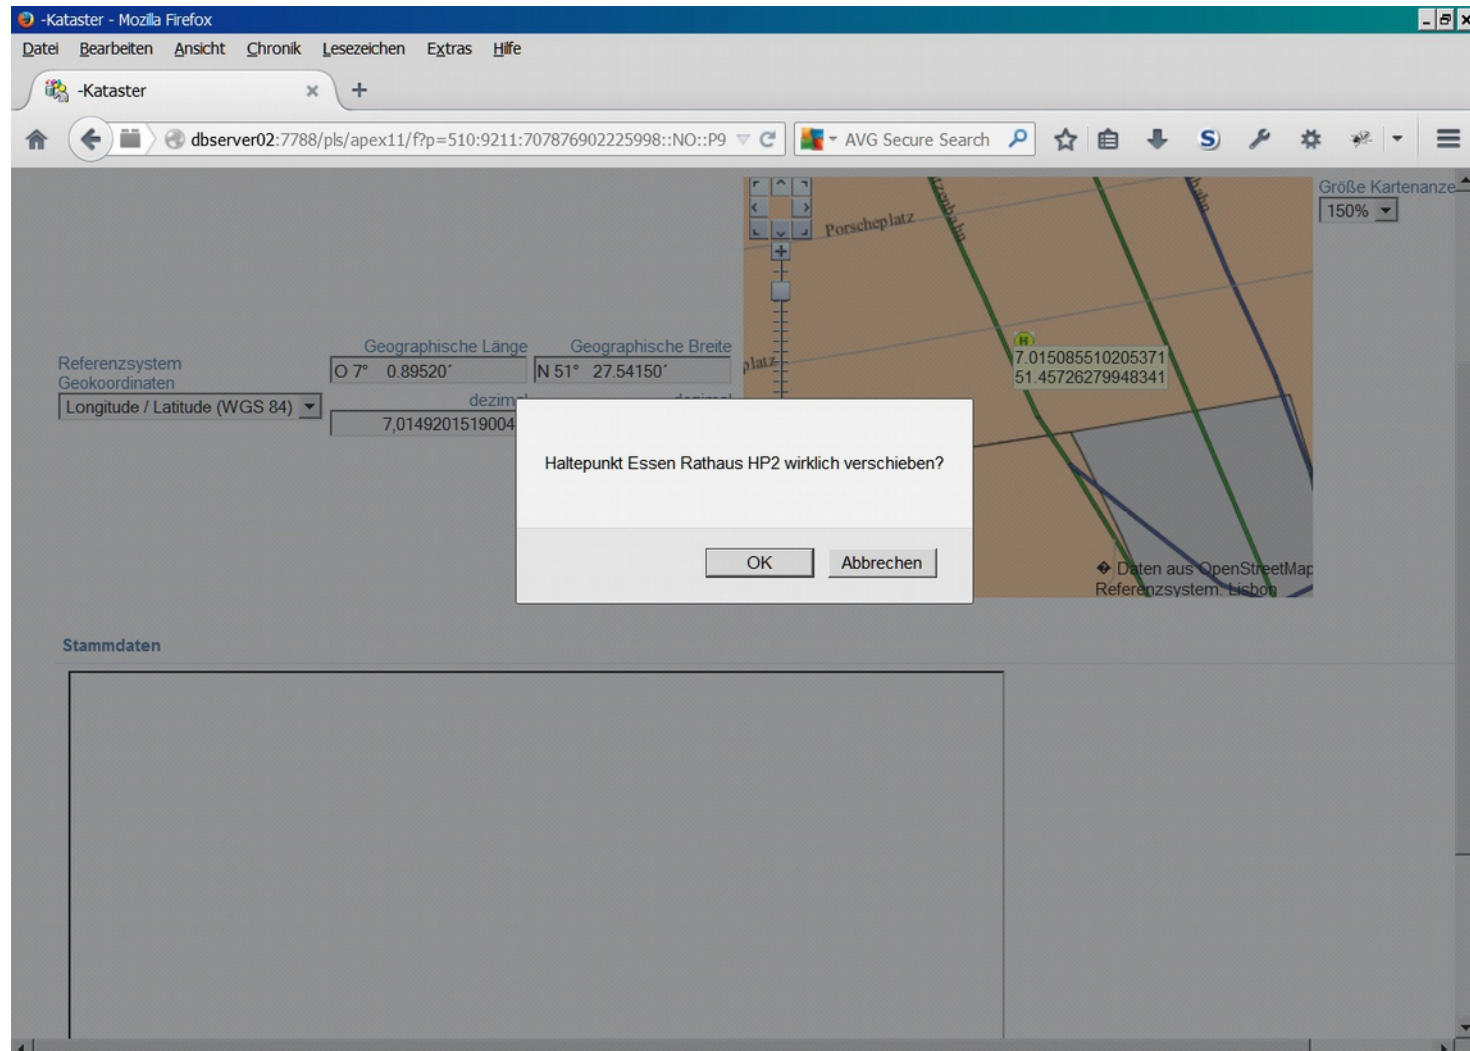 -Kataster - Mozilla Firefox
Datei Bearbeiten Ansicht Chronik Lesezeichen Extras Hilfe
-Kataster
dbserver02:7788/pls/apex11/f?p=510:9211:707876902225998::NO::P9
AVG Secure Search
Größe Kartenanze
150%
Porscheplatz
H
7.015085510205371
51.45726279948341
platz
Geographische Länge Geographische Breite
Referenzsystem
Geokoordinaten
O 7° 0.89520´ N 51° 27.54150´
Longitude / Latitude (WGS 84)
7,0149201519004
Haltepunkt Essen Rathaus HP2 wirklich verschieben?
OK Abbrechen
� Daten aus OpenStreetMap
Referenzsystem: Lisbon
Stammdaten